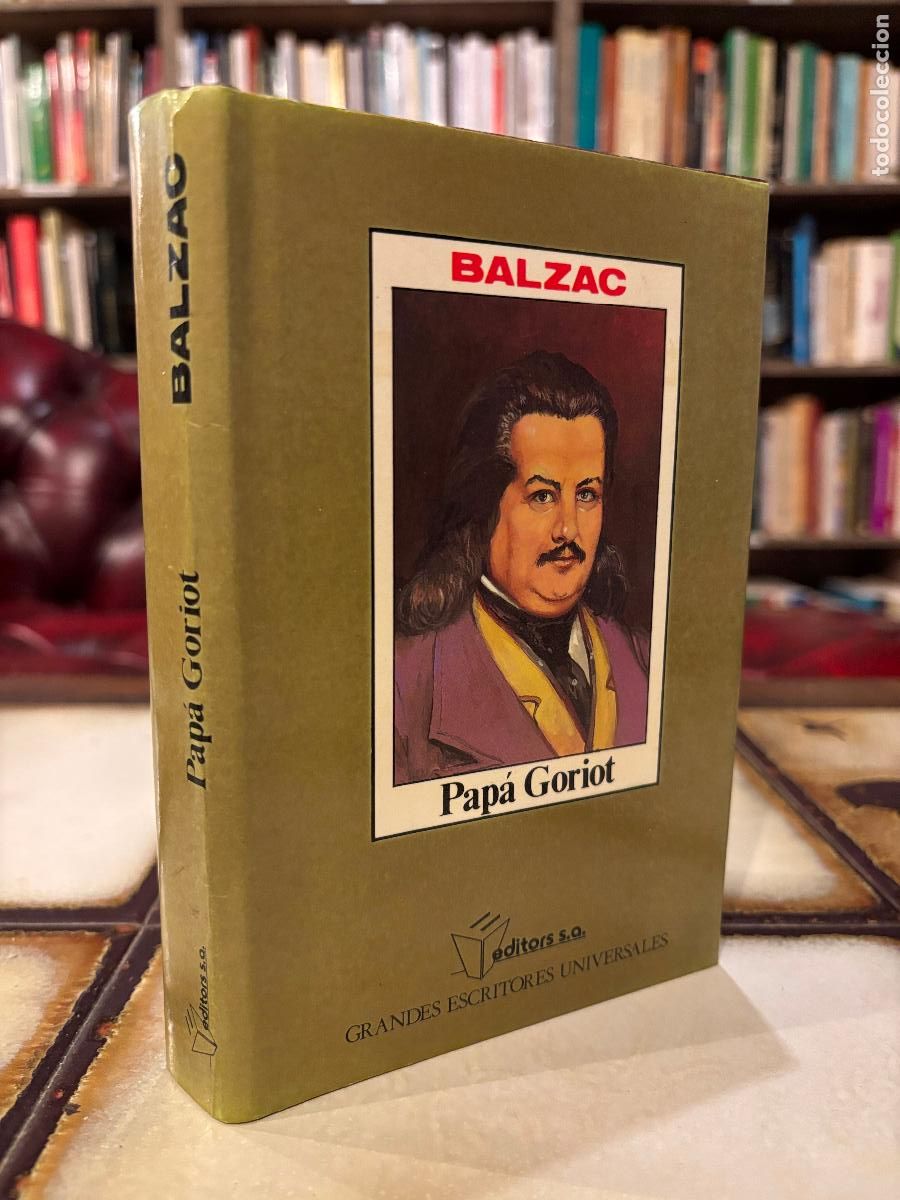 todocoleccion
BALZAC
Papá Goriot
editors s.a.
BALZAC
Papá Goriot
editors s.a.
GRANDES ESCRITORES UNIVERSALES